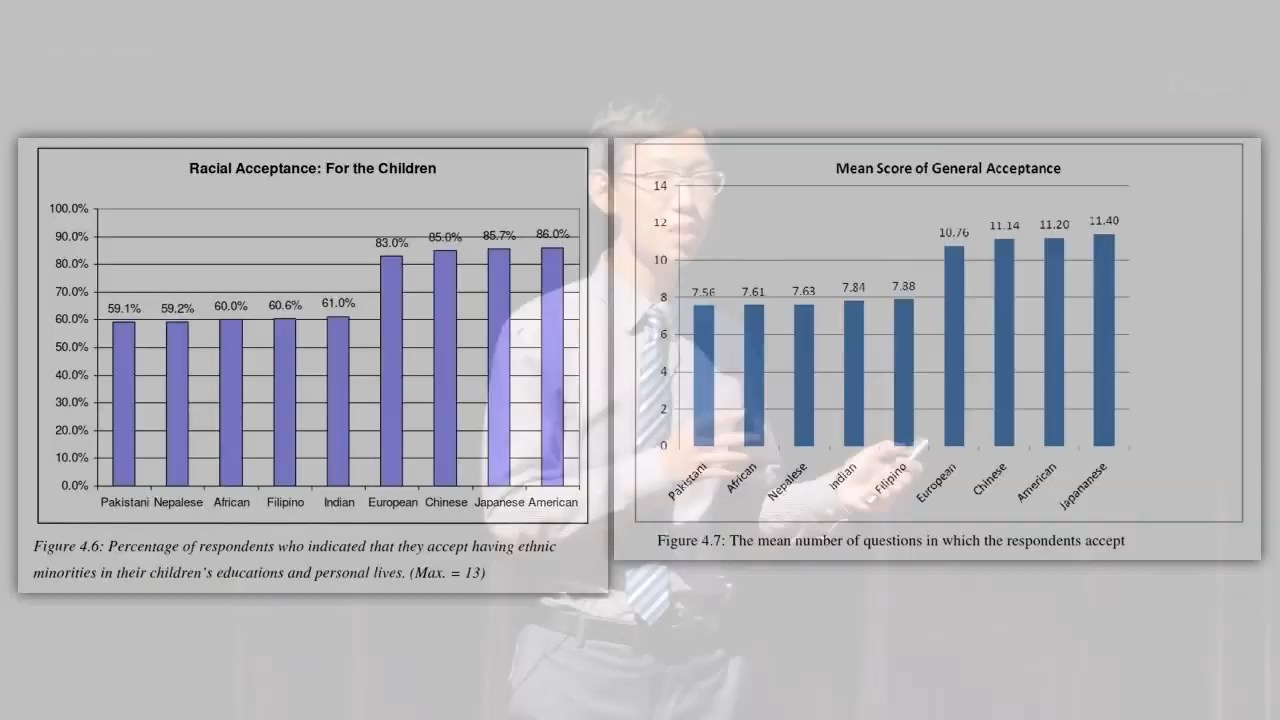 Racial Acceptance: For the Children
100.0%
90.0%
80.0%
70.0%
60.0%
50.0%
40.0%
30.0%
20.0%
10.0%
0.0%
59.1%
59.2%
60.0%
60.6%
61.0%
83.0%
85.0%
85.7%
86.0%
Pakistani Nepalese African Filipino Indian European Chinese Japanese American
Figure 4.6: Percentage of respondents who indicated that they accept having ethnic
minorities in their children's educations and personal lives. (Max. = 13)
Mean Score of General Acceptance
14
12
10
8
6
4
2
0
7.56
7.61
7.63
7.84
7.88
10.76
11.14
11.20
11.40
Pakistani
African
Nepalese
Indian
Filipino
European
Chinese
American
Japananese
Figure 4.7: The mean number of questions in which the respondents accept